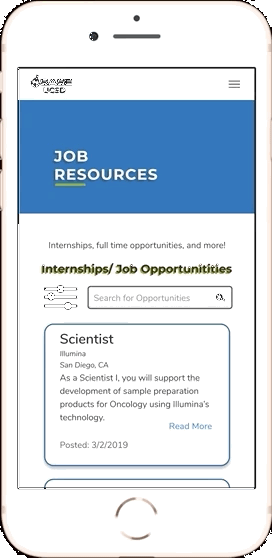 UCSD
JOB
RESOURCES
Internships, full time opportunities, and more!
Internships/ Job Opportunitities
Search for Opportunities
Scientist
Illumina
San Diego, CA
As a Scientist I, you will support the
development of sample preparation
products for Oncology using Illumina's
technology.
Read More
Posted: 3/2/2019